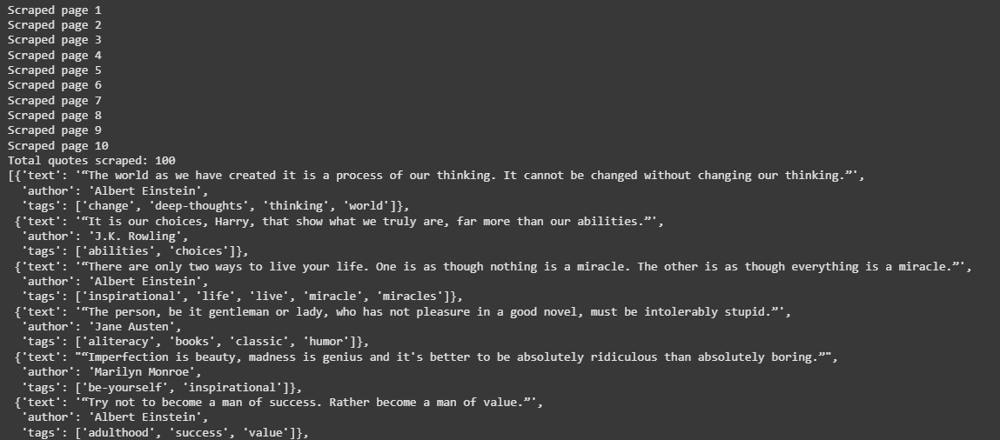 Scraped page 1
Scraped page 2
Scraped page 3
Scraped page 4
Scraped page 5
Scraped page 6
Scraped page 7
Scraped page 8
Scraped page 9
Scraped page 10
Total quotes scraped: 100
[{'text': '“The world as we have created it is a process of our thinking. It cannot be changed without changing our thinking.”',
  'author': 'Albert Einstein',
  'tags': ['change', 'deep-thoughts', 'thinking', 'world']},
 {'text': '“It is our choices, Harry, that show what we truly are, far more than our abilities.”',
  'author': 'J.K. Rowling',
  'tags': ['abilities', 'choices']},
 {'text': '“There are only two ways to live your life. One is as though nothing is a miracle. The other is as though everything is a miracle.”',
  'author': 'Albert Einstein',
  'tags': ['inspirational', 'life', 'live', 'miracle', 'miracles']},
 {'text': '“The person, be it gentleman or lady, who has not pleasure in a good novel, must be intolerably stupid.”',
  'author': 'Jane Austen',
  'tags': ['aliteracy', 'books', 'classic', 'humor']},
 {'text': "“Imperfection is beauty, madness is genius and it's better to be absolutely ridiculous than absolutely boring.”",
  'author': 'Marilyn Monroe',
  'tags': ['be-yourself', 'inspirational']},
 {'text': '“Try not to become a man of success. Rather become a man of value.”',
  'author': 'Albert Einstein',
  'tags': ['adulthood', 'success', 'value']},